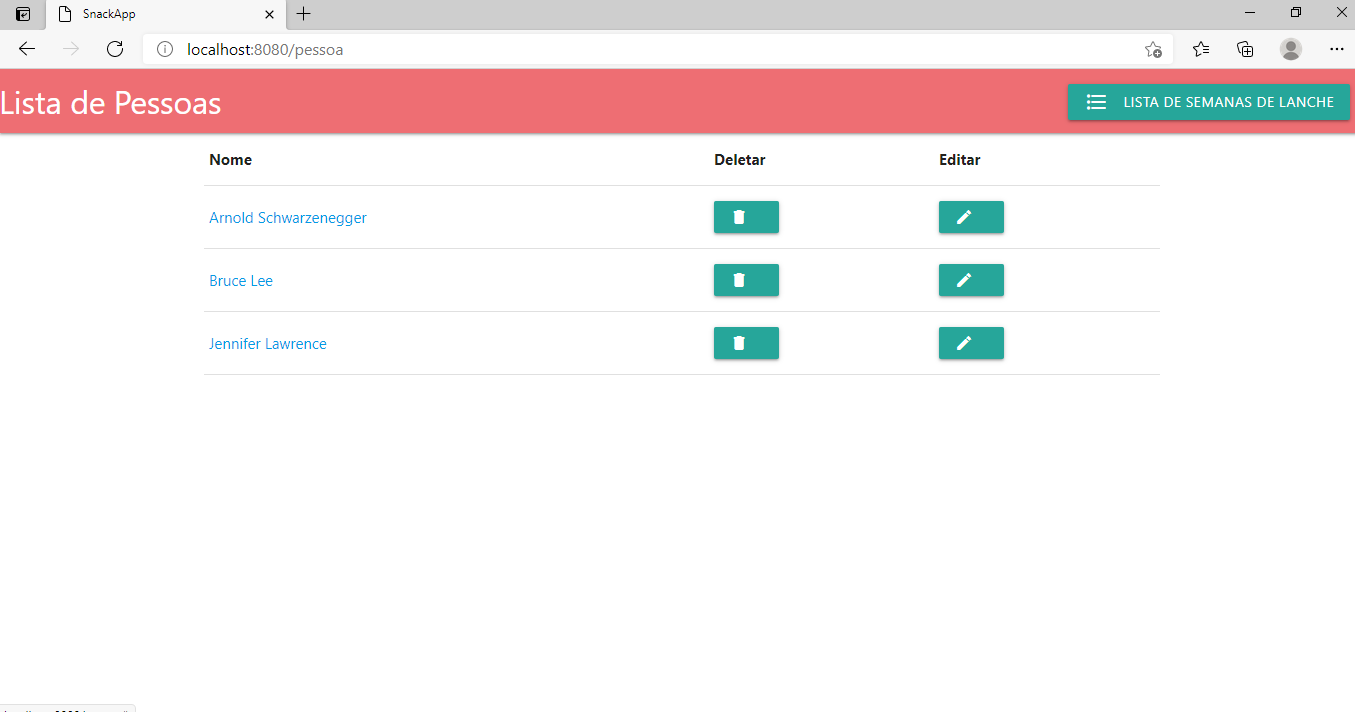 SnackApp
localhost:8080/pessoa
Lista de Pessoas
LISTA DE SEMANAS DE LANCHE
Nome Deletar Editar
Arnold Schwarzenegger
Bruce Lee
Jennifer Lawrence